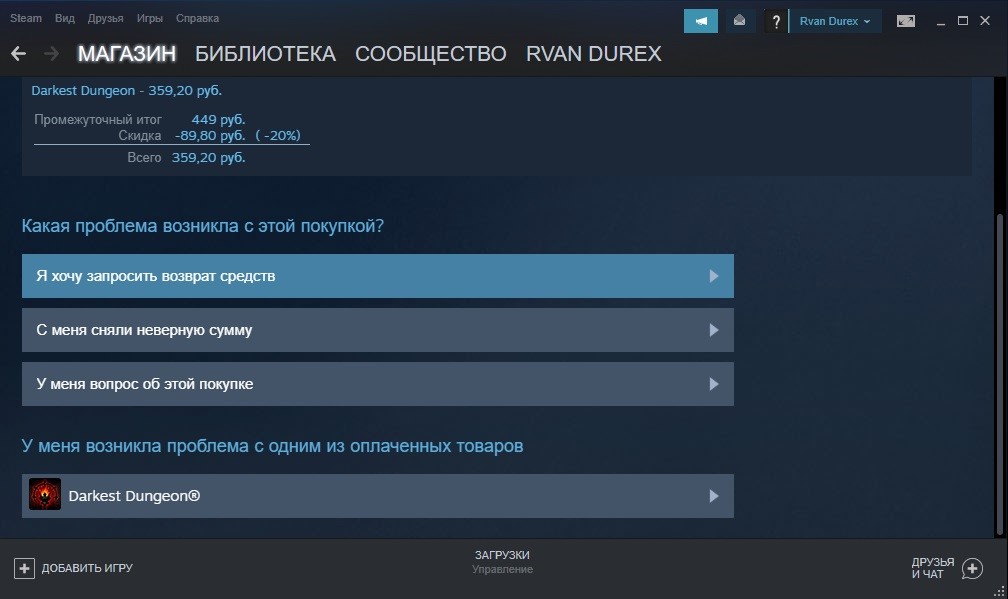 Steam Вид Друзья Игры Справка
? Rvan Durex
МАГАЗИН БИБЛИОТЕКА СООБЩЕСТВО RVAN DUREX
Darkest Dungeon - 359,20 руб.
Промежуточный итог 449 руб.
Скидка -89,80 руб. ( -20%)
Всего 359,20 руб.
Какая проблема возникла с этой покупкой?
Я хочу запросить возврат средств
С меня сняли неверную сумму
У меня вопрос об этой покупке
У меня возникла проблема с одним из оплаченных товаров
Darkest Dungeon®
ДОБАВИТЬ ИГРУ
ЗАГРУЗКИ
Управление
ДРУЗЬЯ
И ЧАТ